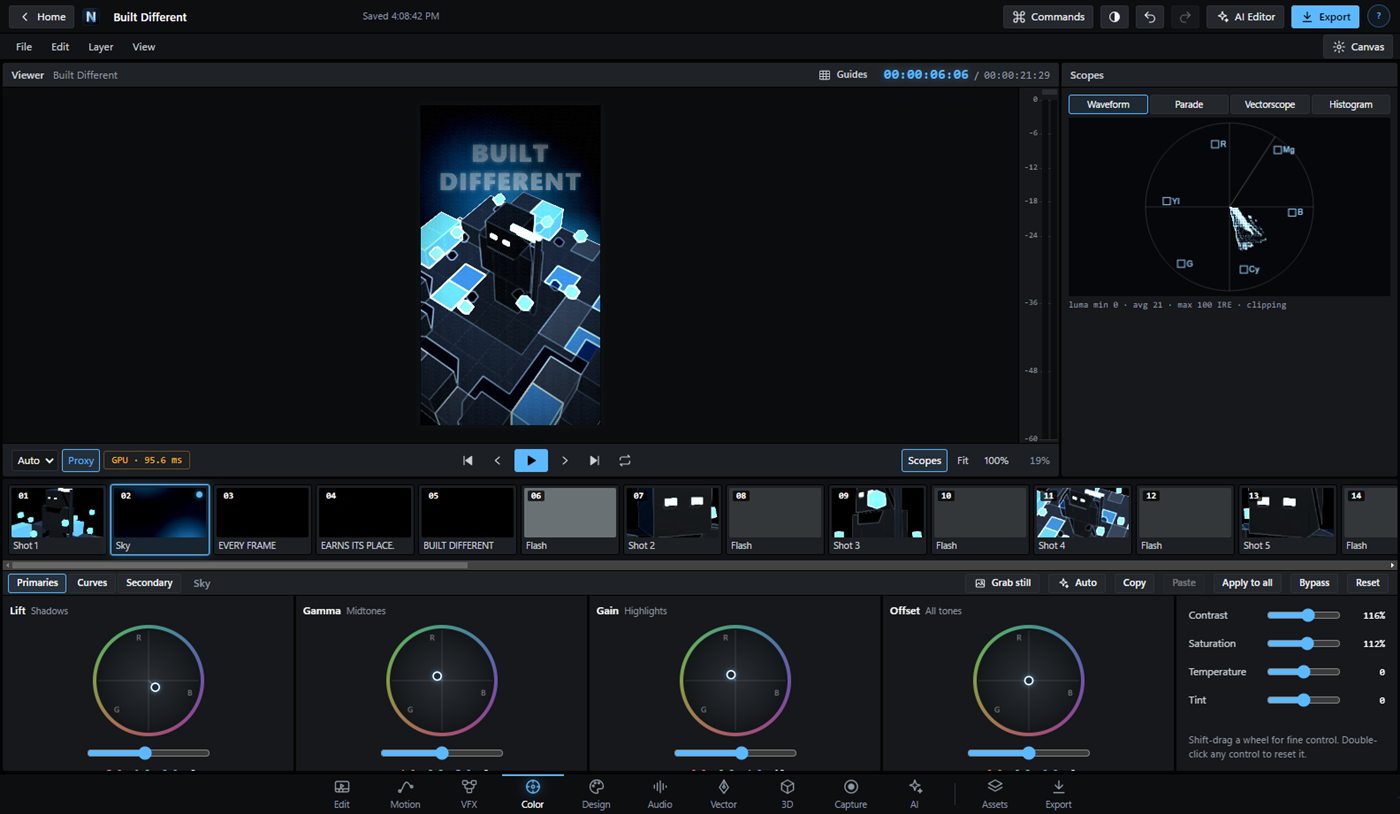 Home
N
Built Different
Saved 4:08:42 PM
Commands
AI Editor
Export
?
File
Edit
Layer
View
Canvas
Viewer
Built Different
Guides
00:00:06:06 / 00:00:21:29
Scopes
Waveform
Parade
Vectorscope
Histogram
BUILT
DIFFERENT
0
-6
-12
-18
-24
-36
-48
-60
R
Mg
Yl
B
G
Cy
luma min 0 · avg 21 · max 100 IRE · clipping
Auto
Proxy
GPU · 95.6 ms
Scopes
Fit
100%
19%
01
Shot 1
02
Sky
03
EVERY FRAME
04
EARNS ITS PLACE.
05
BUILT DIFFERENT
06
Flash
07
Shot 2
08
Flash
09
Shot 3
10
Flash
11
Shot 4
12
Flash
13
Shot 5
14
Flash
Primaries
Curves
Secondary
Sky
Grab still
Auto
Copy
Paste
Apply to all
Bypass
Reset
Lift Shadows
R
G
B
Gamma Midtones
R
G
B
Gain Highlights
R
G
B
Offset All tones
R
G
B
Contrast 116%
Saturation 112%
Temperature 0
Tint 0
Shift-drag a wheel for fine control. Double-
click any control to reset it.
Edit
Motion
VFX
Color
Design
Audio
Vector
3D
Capture
AI
Assets
Export